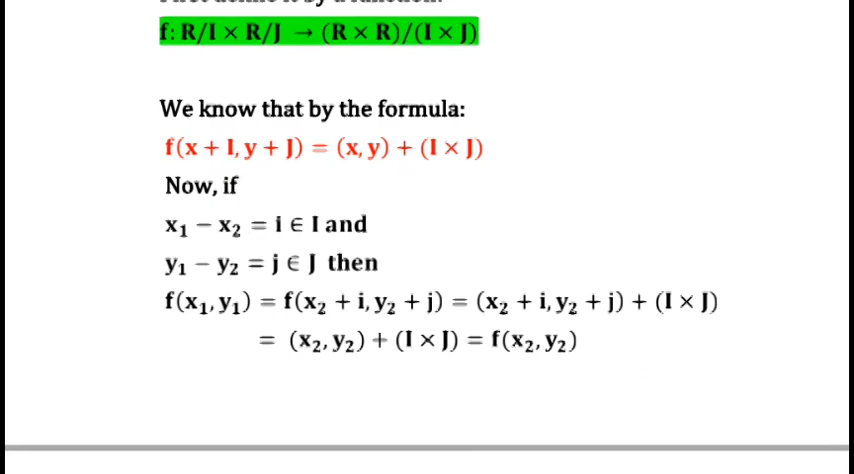 f: R/I × R/J → (R × R)/(I × J)
We know that by the formula:
f(x + I, y + J) = (x, y) + (I × J)
Now, if
x₁ − x₂ = i ∈ I and
y₁ − y₂ = j ∈ J then
f(x₁, y₁) = f(x₂ + i, y₂ + j) = (x₂ + i, y₂ + j) + (I × J)
= (x₂, y₂) + (I × J) = f(x₂, y₂)